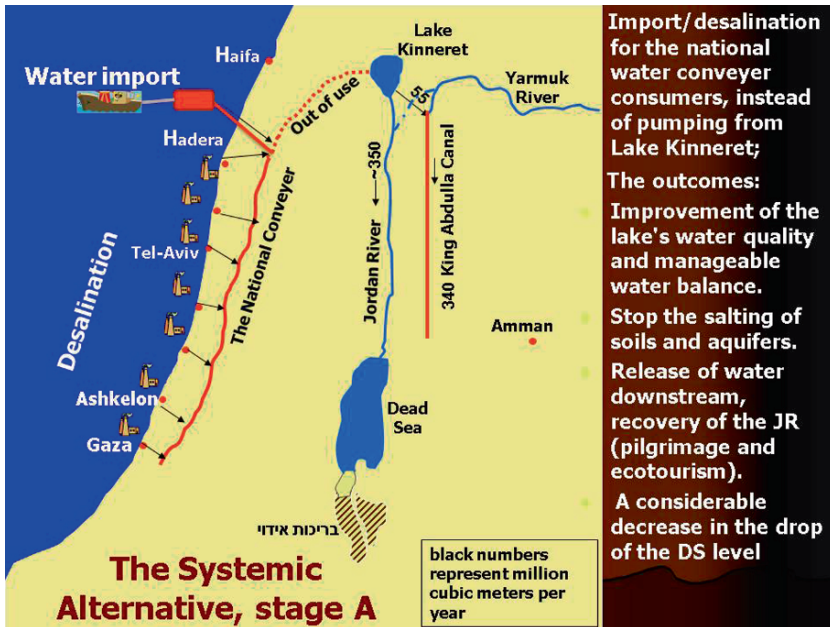 Haifa
Water import
Hadera
Tel-Aviv
Desalination
Ashkelon
Gaza
The National Conveyer
Out of use
Lake
Kinneret
55
Yarmuk
River
~350
Jordan River
340 King Abdulla Canal
Amman
Dead
Sea
בריכות אידוי
The Systemic
Alternative, stage A
black numbers
represent million
cubic meters per
year
Import/desalination
for the national
water conveyer
consumers, instead
of pumping from
Lake Kinneret;
The outcomes:
Improvement of the
lake's water quality
and manageable
water balance.
Stop the salting of
soils and aquifers.
Release of water
downstream,
recovery of the JR
(pilgrimage and
ecotourism).
A considerable
decrease in the drop
of the DS level